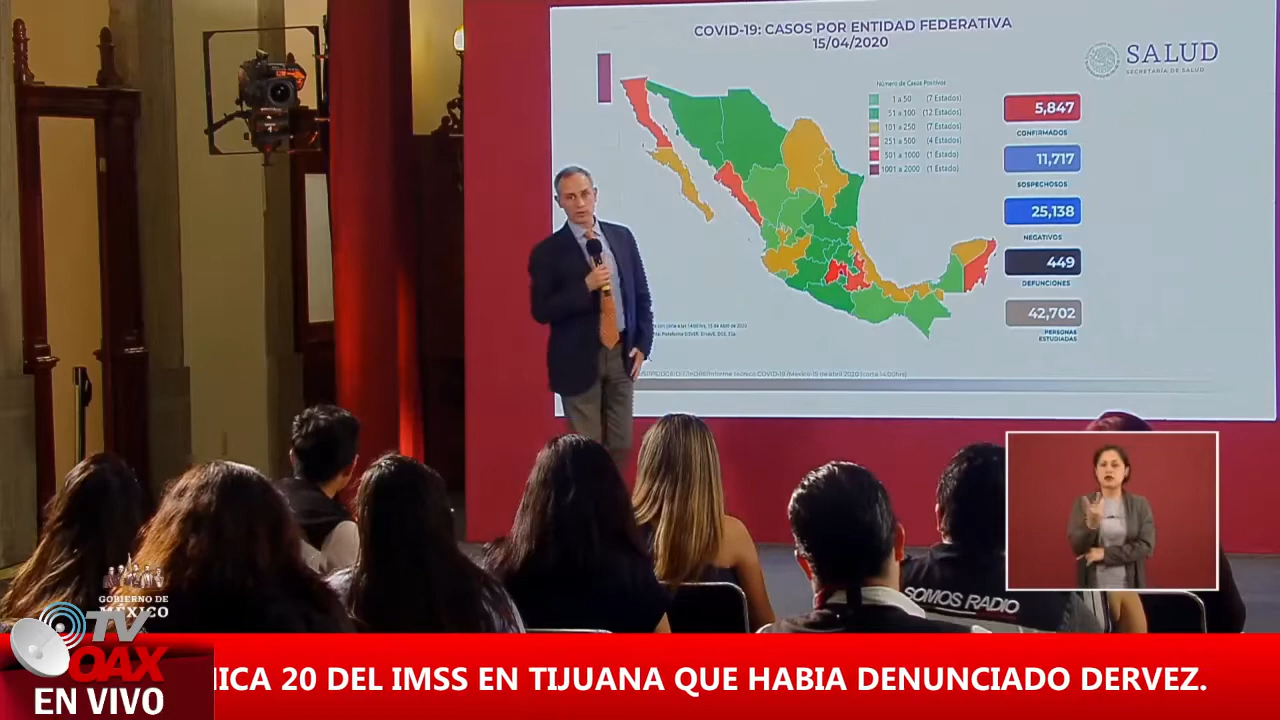 COVID-19: CASOS POR ENTIDAD FEDERATIVA
15/04/2020
SALUD
SECRETARÍA DE SALUD
Número de Casos Positivos
1 a 50 (7 Estados)
51 a 100 (12 Estados)
101 a 250 (7 Estados)
251 a 500 (4 Estados)
501 a 1000 (1 Estado)
1001 a 2000 (1 Estado)
5,847
CONFIRMADOS
11,717
SOSPECHOSOS
25,138
NEGATIVOS
449
DEFUNCIONES
42,702
PERSONAS
ESTUDIADAS
SOMOS RADIO
GOBIERNO DE
MÉXICO
TV
OAX
EN VIVO
ICA 20 DEL IMSS EN TIJUANA QUE HABIA DENUNCIADO DERVEZ.